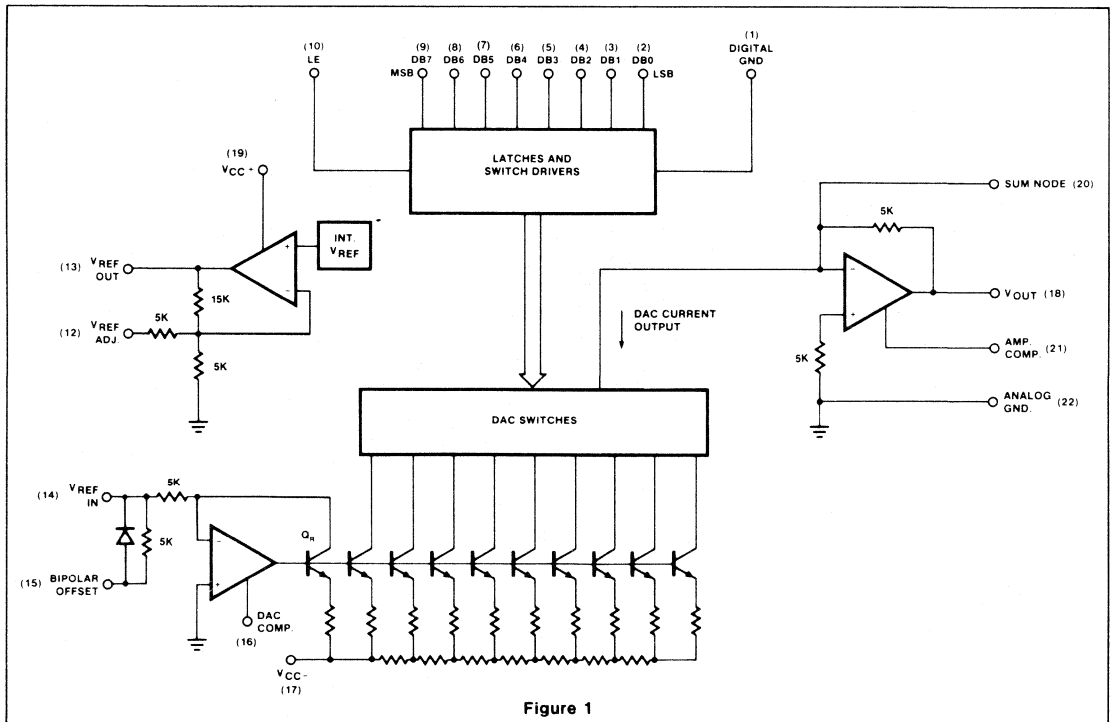 (10)
LE
(9)
DB7
MSB
(8)
DB6
(7)
DB5
(6)
DB4
(5)
DB3
(4)
DB2
(3)
DB1
(2)
DB0
LSB
(1)
DIGITAL
GND
LATCHES AND
SWITCH DRIVERS
(19)
VCC+
INT.
VREF
+
−
(13) VREF
OUT
15K
(12) VREF
ADJ.
5K
5K
SUM NODE (20)
5K
−
+
VOUT (18)
5K
AMP.
COMP. (21)
ANALOG
GND. (22)
DAC CURRENT
OUTPUT
DAC SWITCHES
(14) VREF
IN
5K
5K
(15) BIPOLAR
OFFSET
−
+
QR
DAC
COMP.
(16)
VCC-
(17)
Figure 1